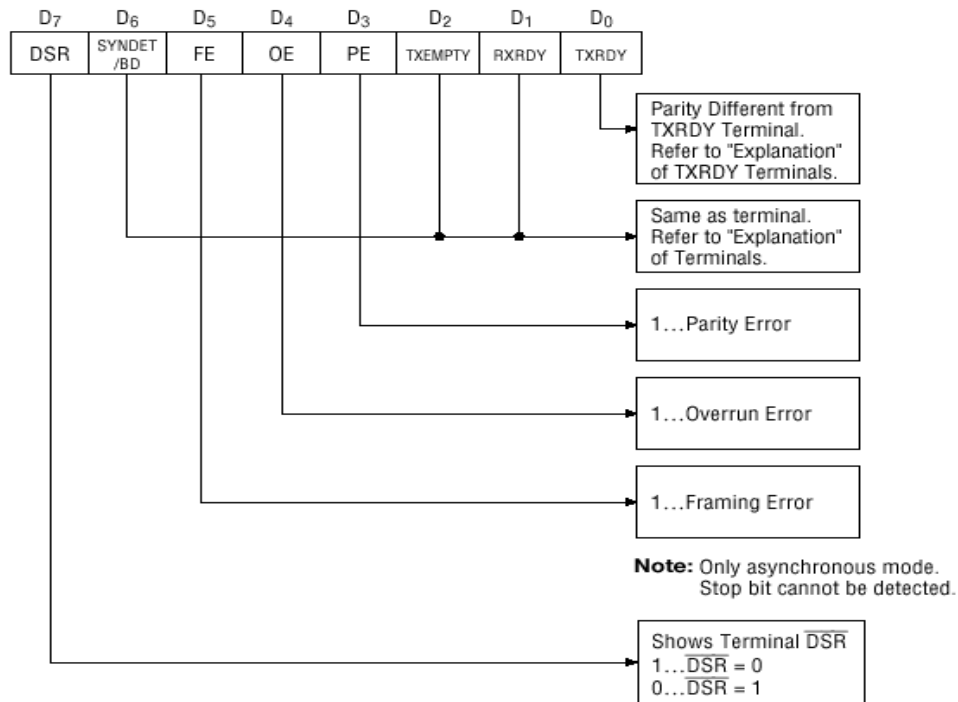 D7 D6 D5 D4 D3 D2 D1 D0
DSR SYNDET /BD FE OE PE TXEMPTY RXRDY TXRDY
Parity Different from
TXRDY Terminal.
Refer to "Explanation"
of TXRDY Terminals.
Same as terminal.
Refer to "Explanation"
of Terminals.
1...Parity Error
1...Overrun Error
1...Framing Error
Note: Only asynchronous mode.
Stop bit cannot be detected.
Shows Terminal D̅S̅R̅
1...D̅S̅R̅ = 0
0...D̅S̅R̅ = 1